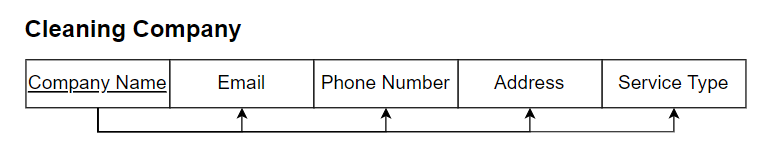 Cleaning Company
Company Name Email Phone Number Address Service Type